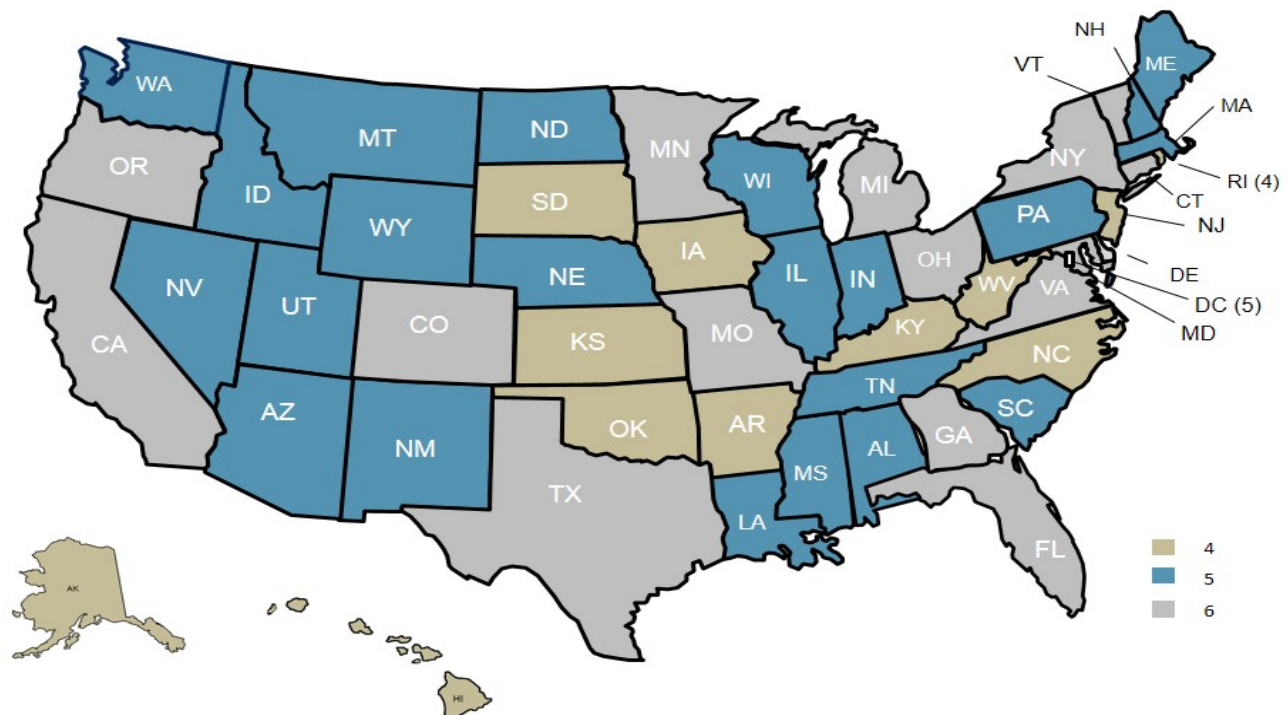 NH
VT
ME
WA
MA
MT
ND
MN
OR
NY
RI (4)
ID
WI
MI
CT
SD
PA
NJ
WY
IA
OH
DE
NE
IL
IN
WV
NV
UT
VA
DC (5)
CO
MD
CA
KS
MO
KY
NC
TN
AZ
OK
AR
SC
NM
MS
AL
GA
TX
LA
FL
4
5
6
AK
HI